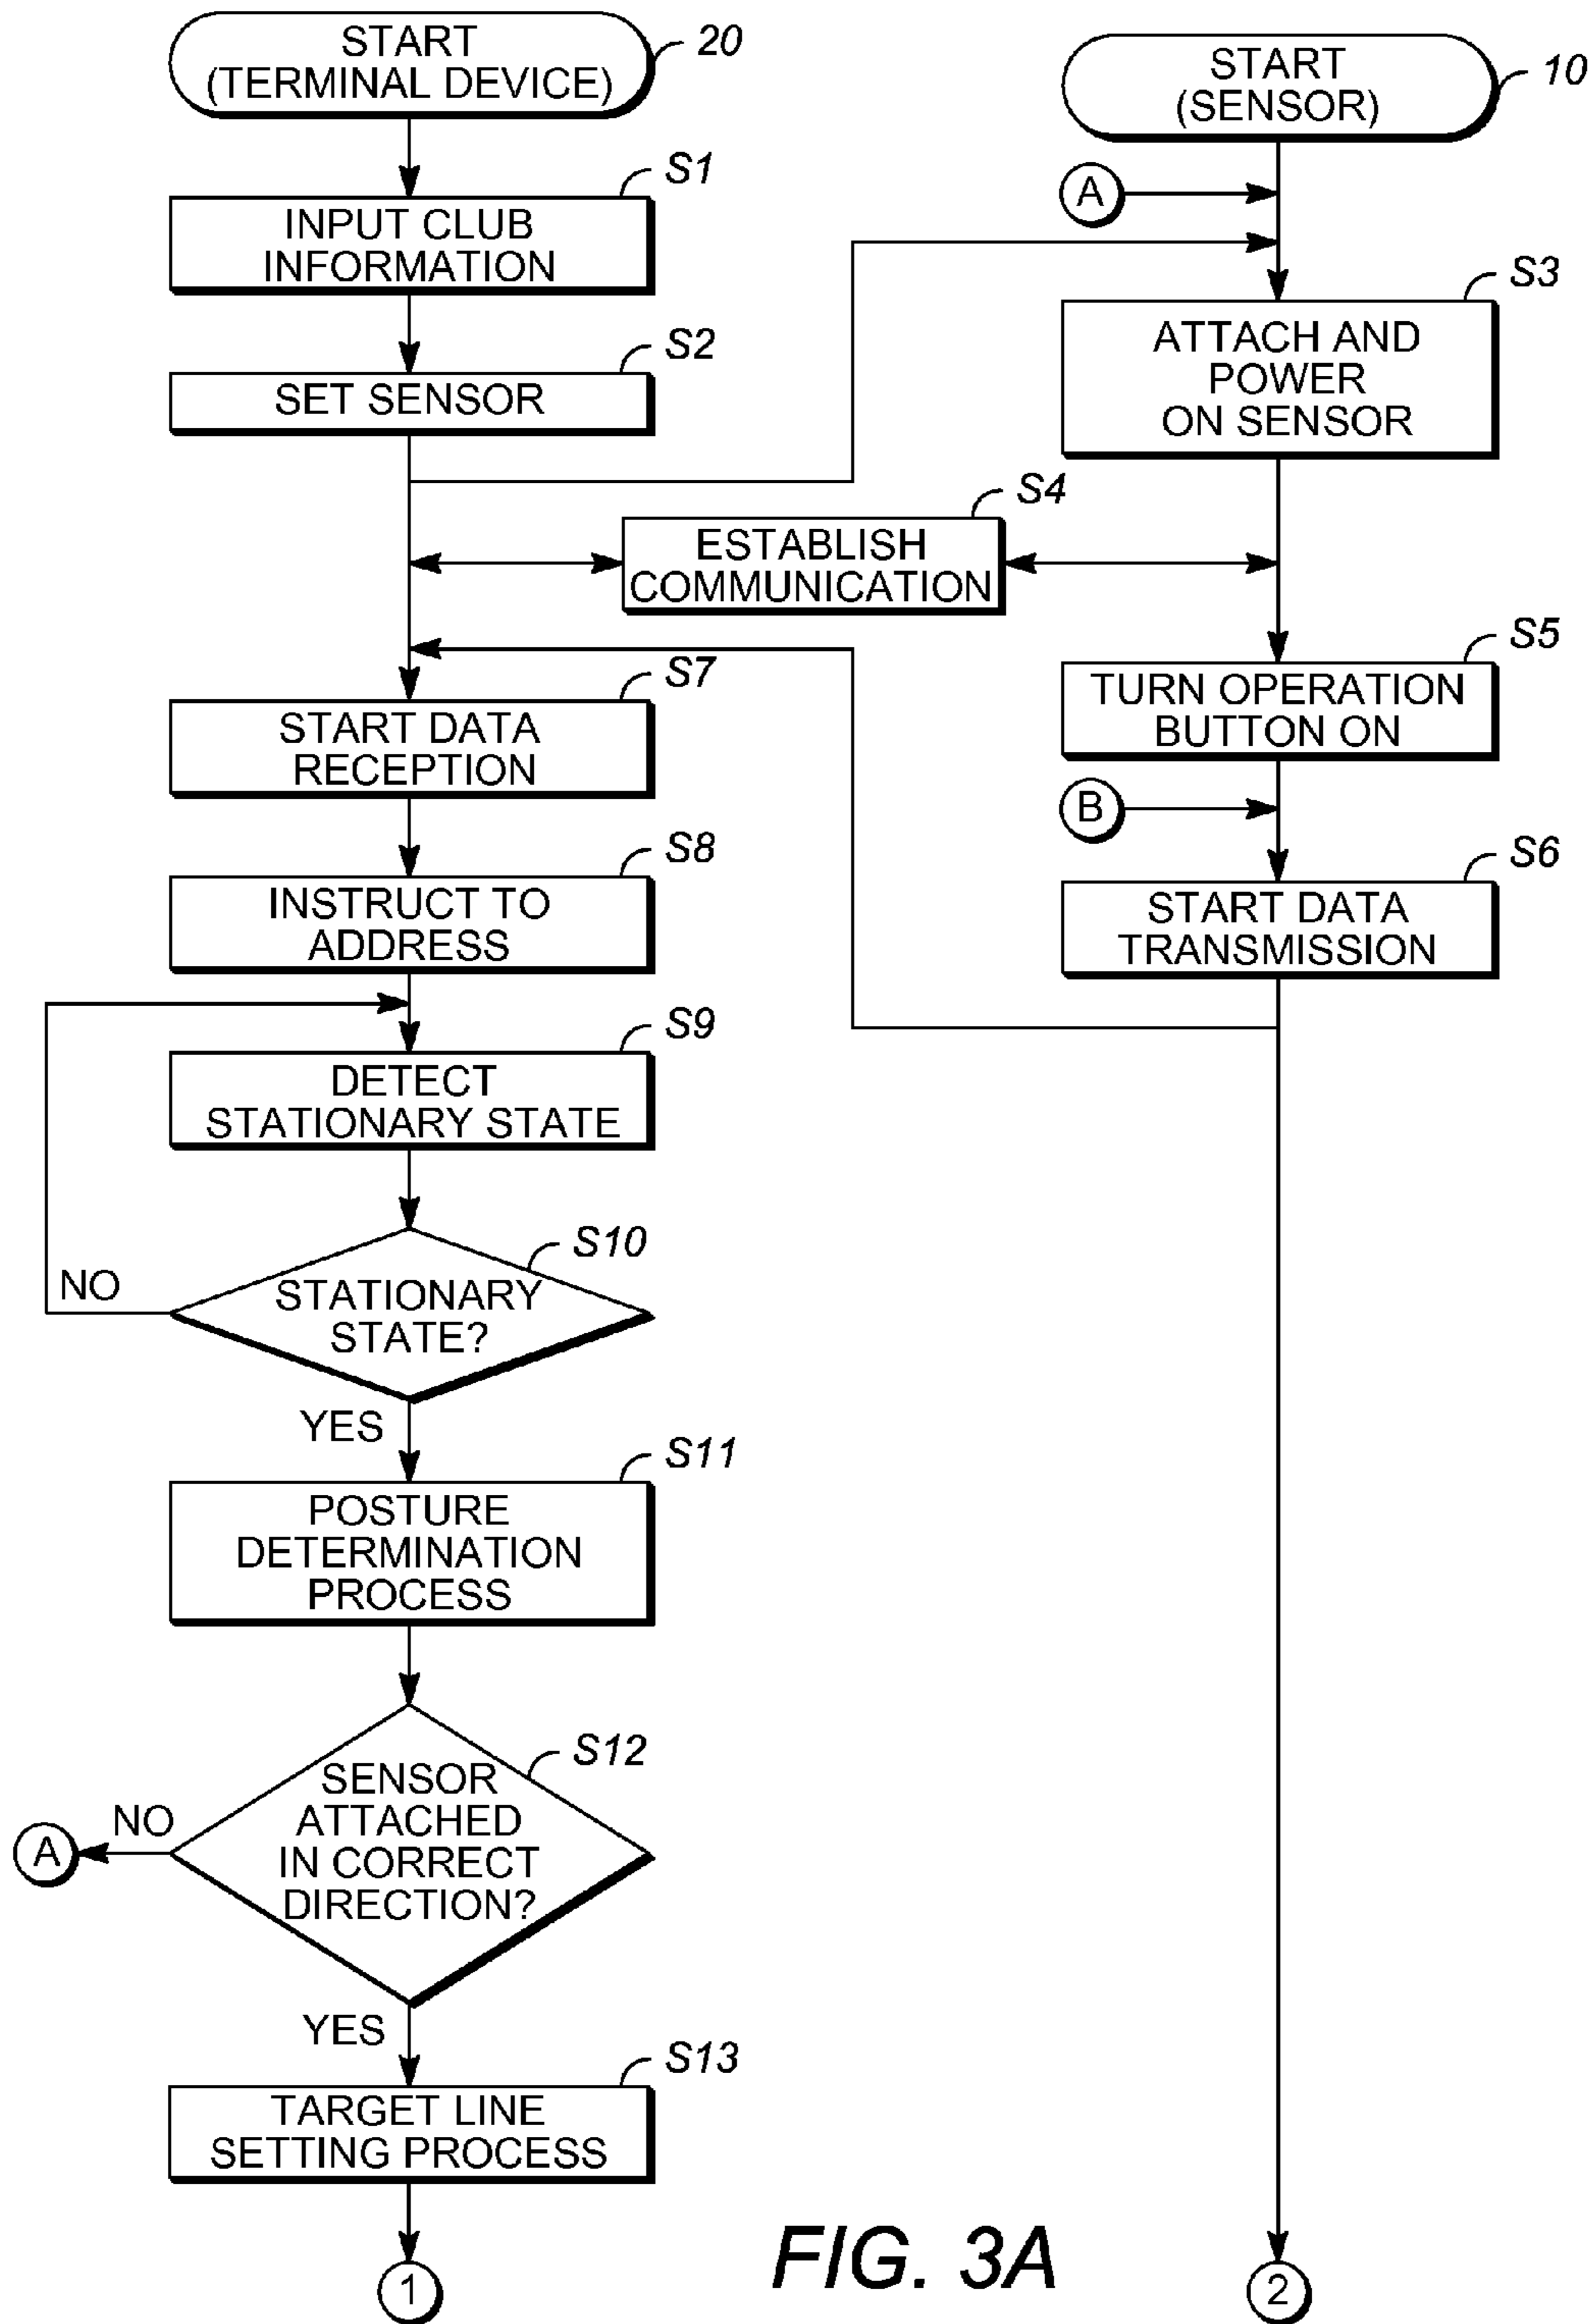 START
(TERMINAL DEVICE)
20
START
(SENSOR)
10
A
S1
INPUT CLUB
INFORMATION
S2
SET SENSOR
S3
ATTACH AND
POWER
ON SENSOR
S4
ESTABLISH
COMMUNICATION
S5
TURN OPERATION
BUTTON ON
B
S6
START DATA
TRANSMISSION
S7
START DATA
RECEPTION
S8
INSTRUCT TO
ADDRESS
S9
DETECT
STATIONARY STATE
S10
STATIONARY
STATE?
NO
YES
S11
POSTURE
DETERMINATION
PROCESS
S12
SENSOR
ATTACHED
IN CORRECT
DIRECTION?
NO
A
YES
S13
TARGET LINE
SETTING PROCESS
1
FIG. 3A
2